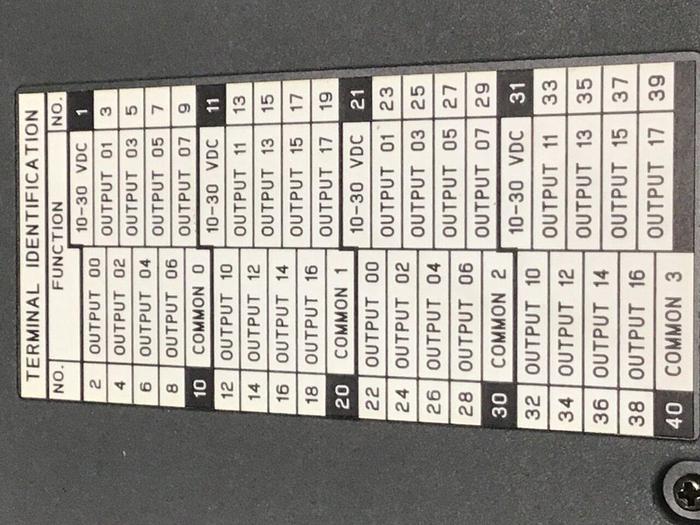 TERMINAL IDENTIFICATION
NO. FUNCTION NO.
10-30 VDC 1
2 OUTPUT 00 OUTPUT 01 3
4 OUTPUT 02 OUTPUT 03 5
6 OUTPUT 04 OUTPUT 05 7
8 OUTPUT 06 OUTPUT 07 9
10 COMMON 0 10-30 VDC 11
12 OUTPUT 10 OUTPUT 11 13
14 OUTPUT 12 OUTPUT 13 15
16 OUTPUT 14 OUTPUT 15 17
18 OUTPUT 16 OUTPUT 17 19
20 COMMON 1 10-30 VDC 21
22 OUTPUT 00 OUTPUT 01 23
24 OUTPUT 02 OUTPUT 03 25
26 OUTPUT 04 OUTPUT 05 27
28 OUTPUT 06 OUTPUT 07 29
30 COMMON 2 10-30 VDC 31
32 OUTPUT 10 OUTPUT 11 33
34 OUTPUT 12 OUTPUT 13 35
36 OUTPUT 14 OUTPUT 15 37
38 OUTPUT 16 OUTPUT 17 39
40 COMMON 3